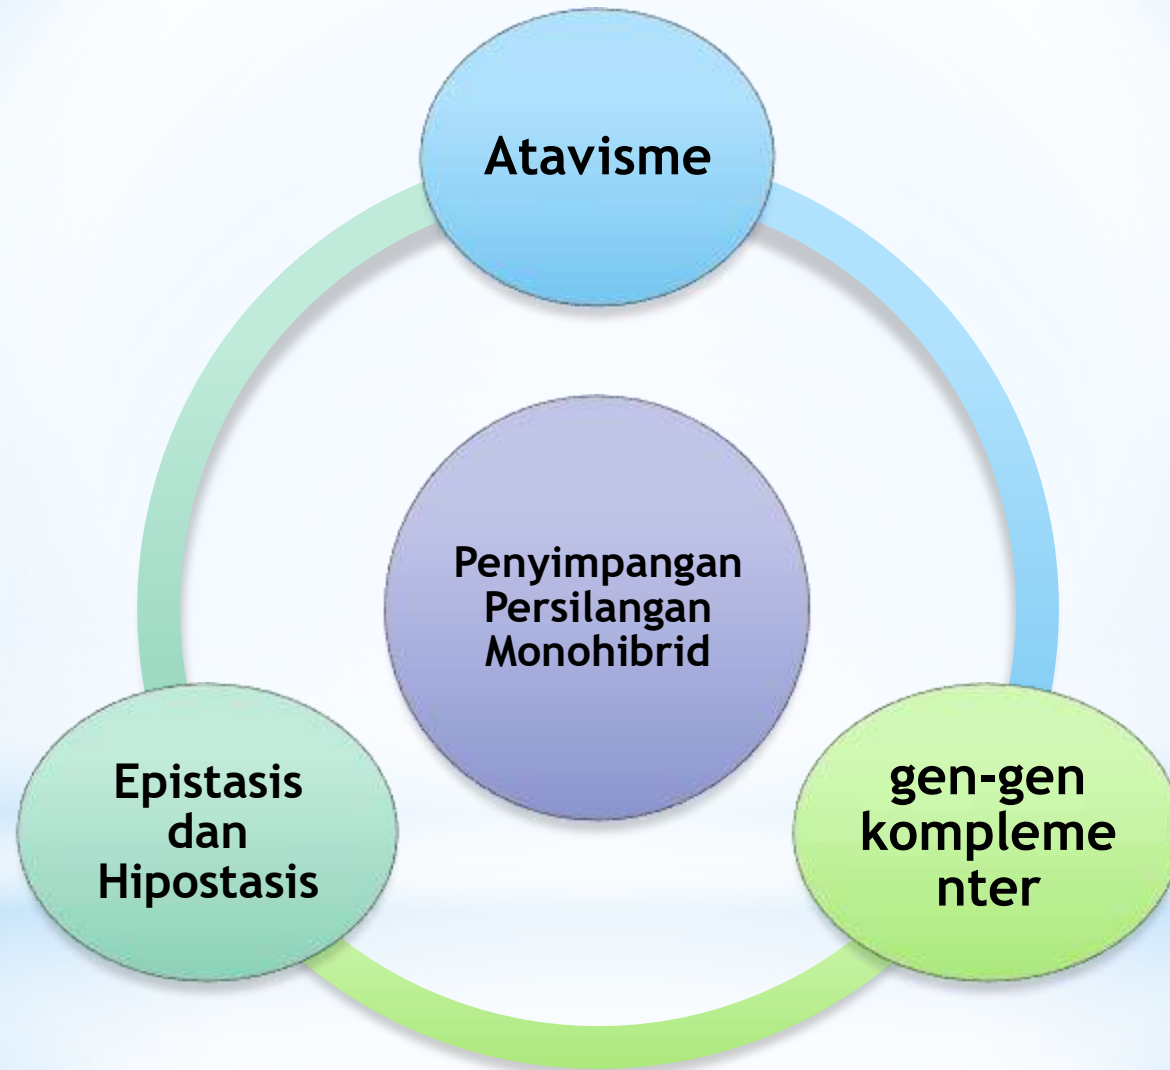 Atavisme
Penyimpangan
Persilangan
Monohibrid
Epistasis
dan
Hipostasis
gen-gen
kompleme
nter